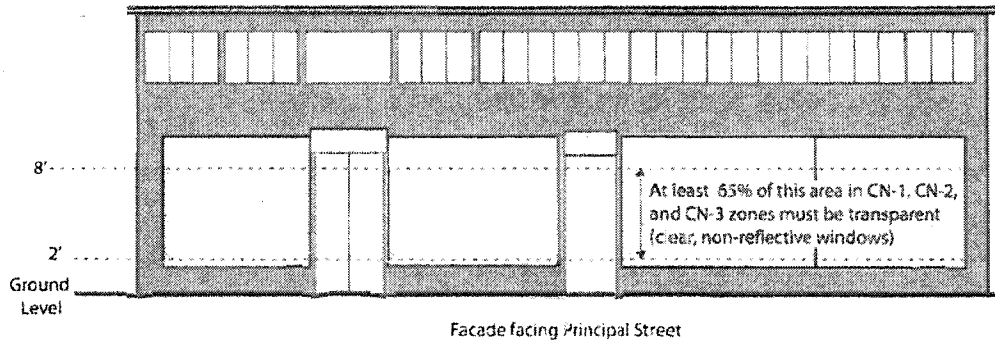 8'
At least 65% of this area in CN-1, CN-2,
and CN-3 zones must be transparent
(clear, non-reflective windows)
2'
Ground
Level
Facade facing Principal Street